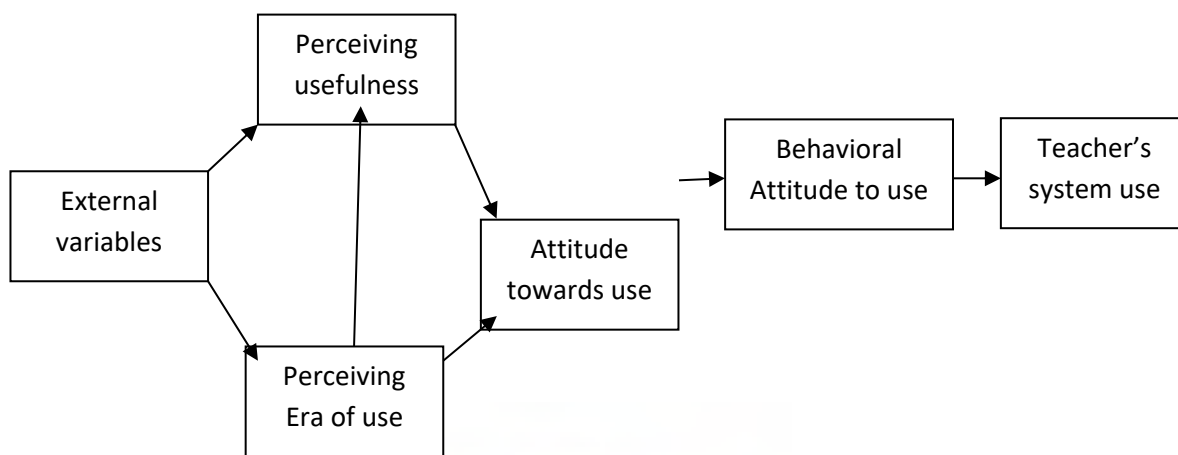 Perceiving
usefulness
External
variables
Behavioral
Attitude to use
Teacher’s
system use
Attitude
towards use
Perceiving
Era of use